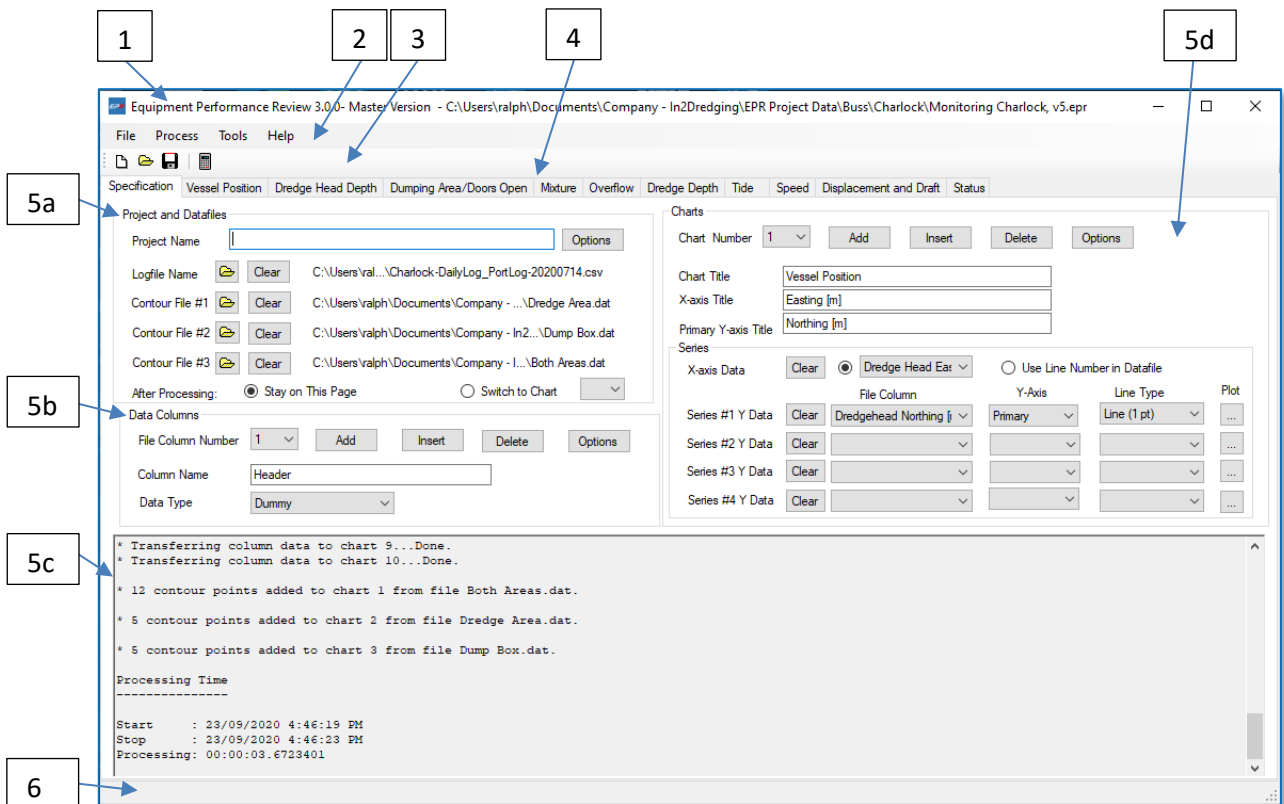 1 2 3 4 5d
Equipment Performance Review 3.0.0- Master Version - C:\Users\ralph\Documents\Company - In2Dredging\EPR Project Data\Buss\Charlock\Monitoring Charlock, v5.epr
File Process Tools Help
Specification Vessel Position Dredge Head Depth Dumping Area/Doors Open Mixture Overflow Dredge Depth Tide Speed Displacement and Draft Status
5a
Project and Datafiles
Project Name Options
Logfile Name Clear C:\Users\ral...\Charlock-DailyLog_PortLog-20200714.csv
Contour File #1 Clear C:\Users\ralph\Documents\Company - ...\Dredge Area.dat
Contour File #2 Clear C:\Users\ralph\Documents\Company - In2...\Dump Box.dat
Contour File #3 Clear C:\Users\ralph\Documents\Company - I...\Both Areas.dat
After Processing: Stay on This Page Switch to Chart
5b
Data Columns
File Column Number 1 Add Insert Delete Options
Column Name Header
Data Type Dummy
Charts
Chart Number 1 Add Insert Delete Options
Chart Title Vessel Position
X-axis Title Easting [m]
Primary Y-axis Title Northing [m]
Series
X-axis Data Clear Dredge Head Eas Use Line Number in Datafile
File Column Y-Axis Line Type Plot
Series #1 Y Data Clear Dredgehead Northing [ Primary Line (1 pt) ...
Series #2 Y Data Clear ...
Series #3 Y Data Clear ...
Series #4 Y Data Clear ...
5c
* Transferring column data to chart 9...Done.
* Transferring column data to chart 10...Done.
* 12 contour points added to chart 1 from file Both Areas.dat.
* 5 contour points added to chart 2 from file Dredge Area.dat.
* 5 contour points added to chart 3 from file Dump Box.dat.
Processing Time
---------------
Start : 23/09/2020 4:46:19 PM
Stop : 23/09/2020 4:46:23 PM
Processing: 00:00:03.6723401
6